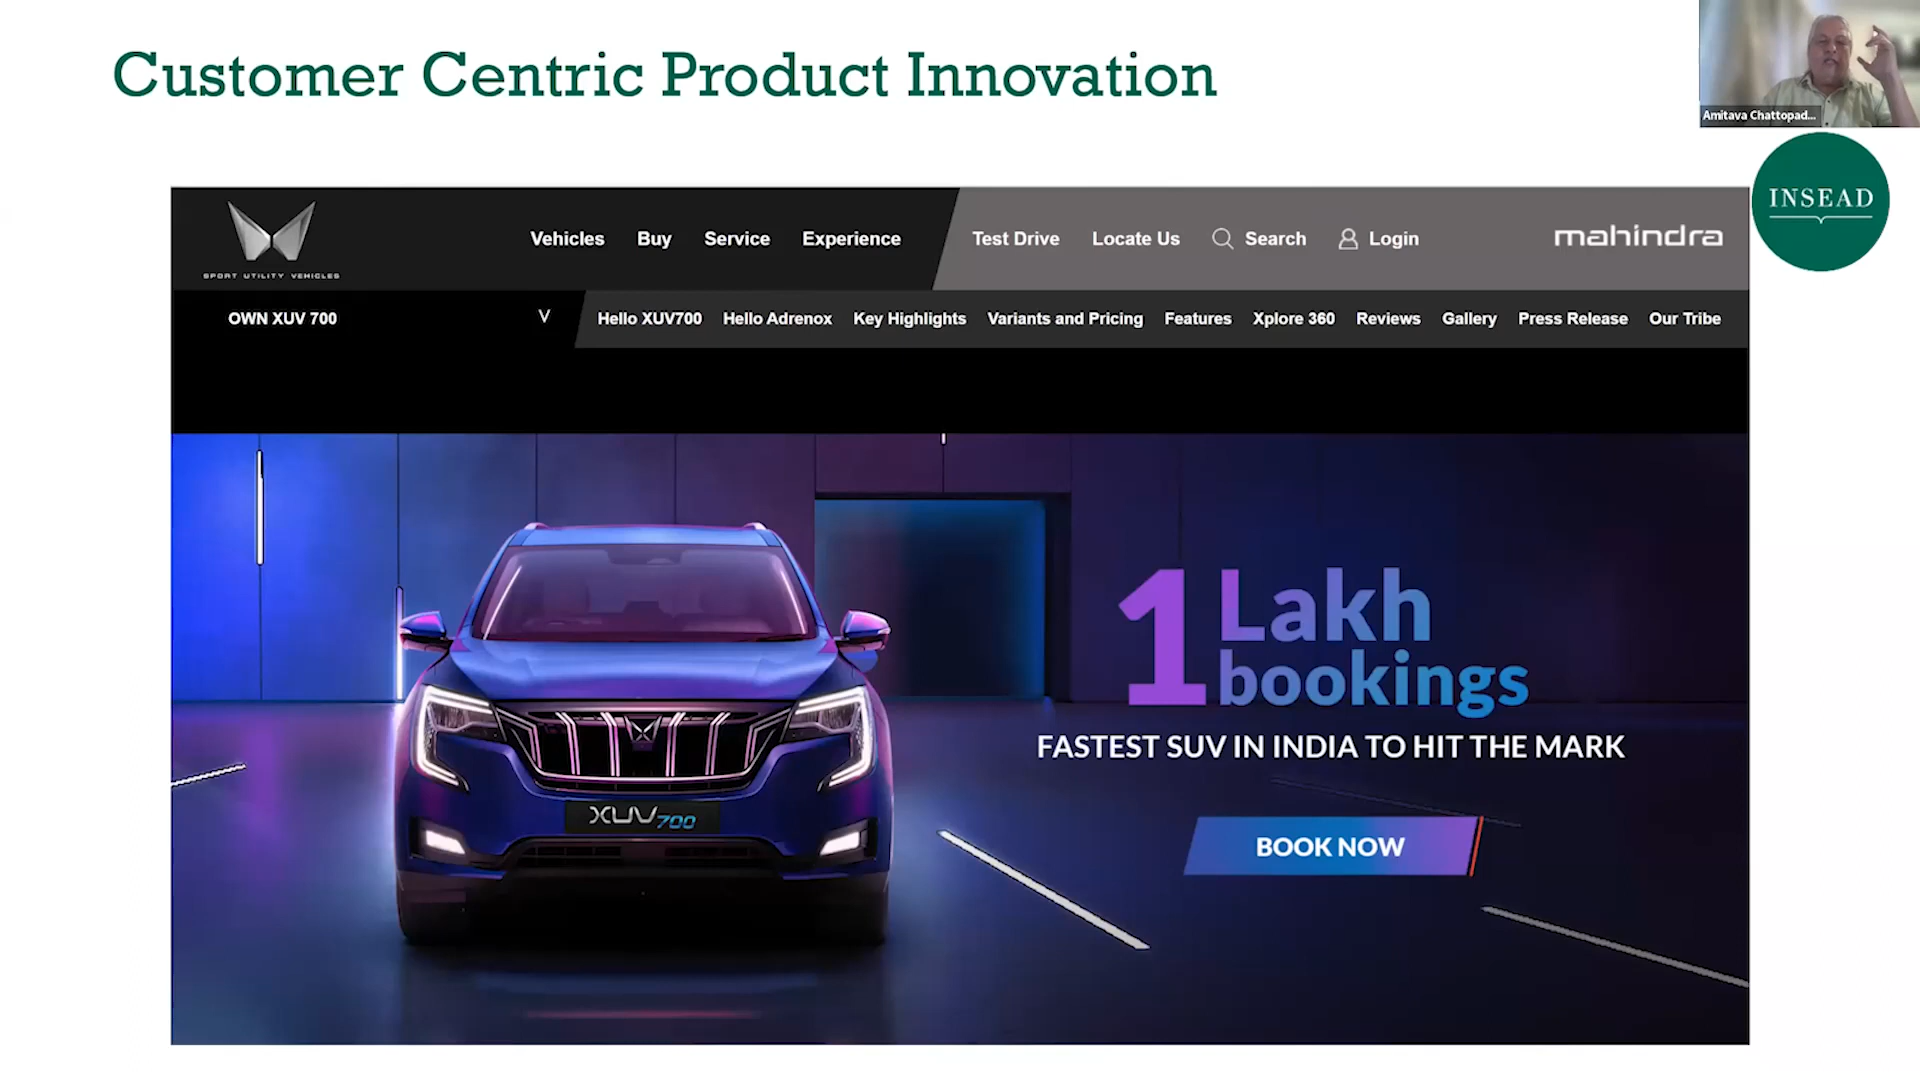 Customer Centric Product Innovation
Amitava Chattopad...
INSEAD
SPORT UTILITY VEHICLES
Vehicles Buy Service Experience Test Drive Locate Us Search Login mahindra
OWN XUV 700 V Hello XUV700 Hello Adrenox Key Highlights Variants and Pricing Features Xplore 360 Reviews Gallery Press Release Our Tribe
1 Lakh
bookings
FASTEST SUV IN INDIA TO HIT THE MARK
XUV700
BOOK NOW